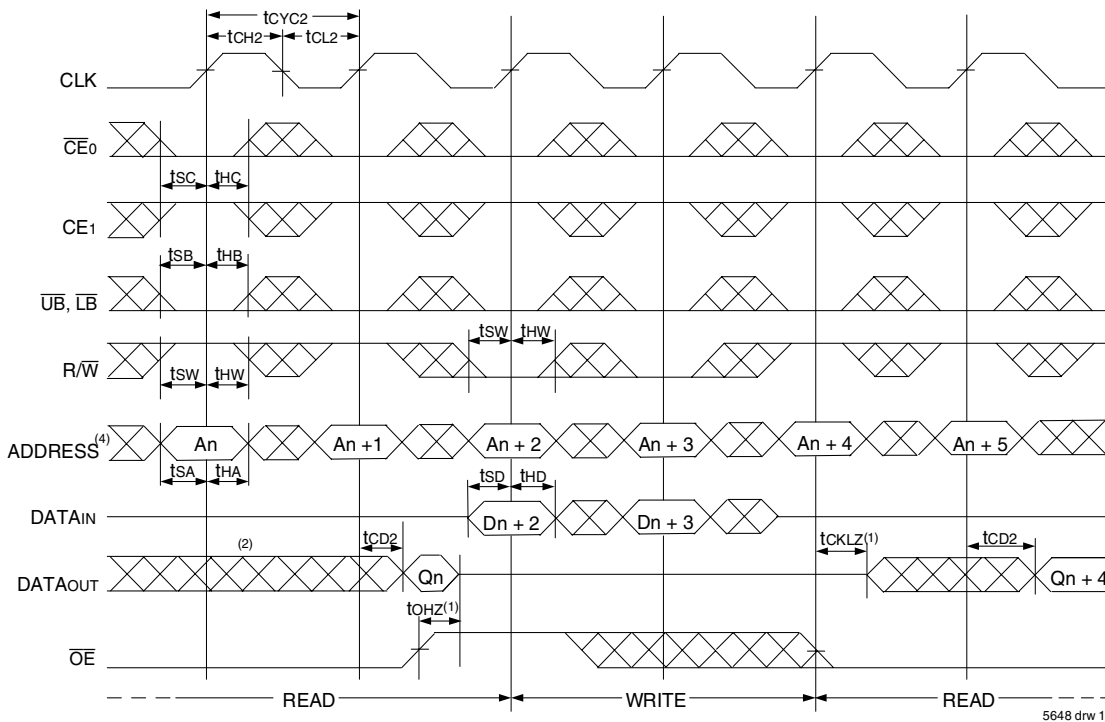 tCYC2
tCH2 tCL2
CLK
CE0
tSC tHC
CE1
tSB tHB
UB, LB
tSW tHW
R/W
tSW tHW
ADDRESS(4) An An +1 An + 2 An + 3 An + 4 An + 5
tSA tHA
tSD tHD
DATAIN Dn + 2 Dn + 3
(2) tCD2 tCKLZ(1) tCD2
DATAOUT Qn Qn + 4
tOHZ(1)
OE
READ WRITE READ
5648 drw 1